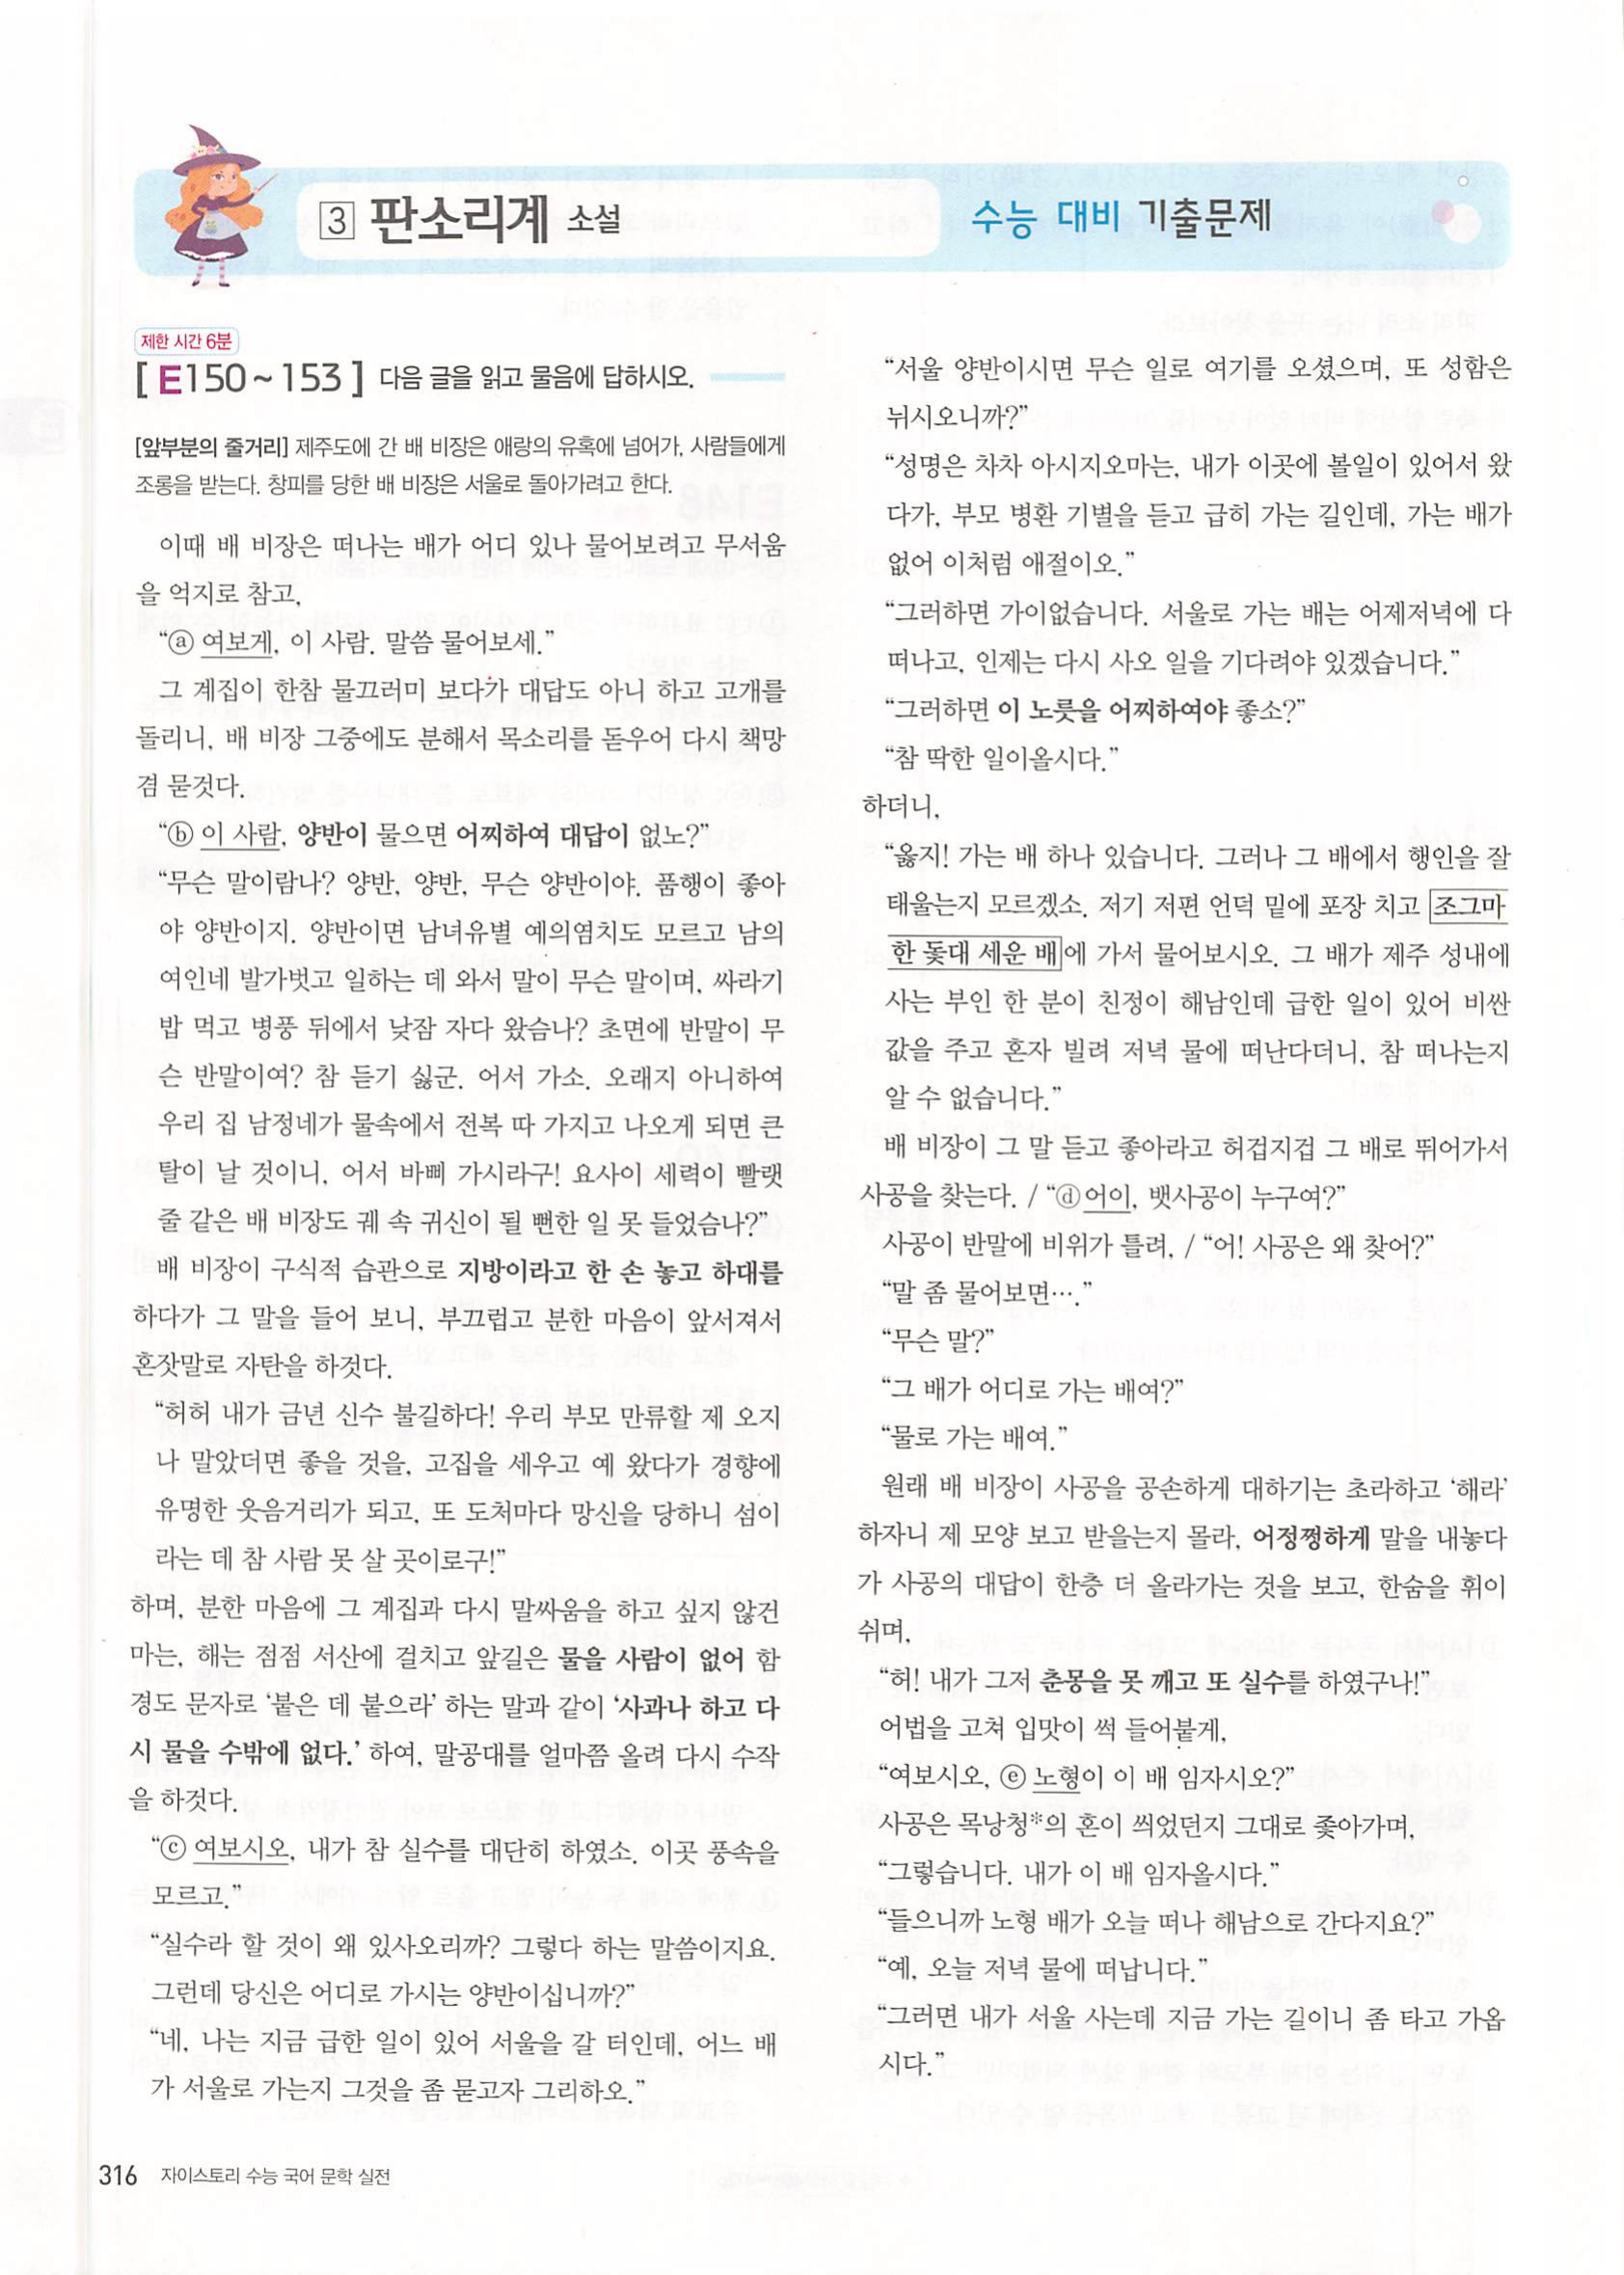 3 판소리계 소설
수능 대비 기출문제
제한 시간 6분
[E150 ~ 153] 다음 글을 읽고 물음에 답하시오.
[앞부분의 줄거리] 제주도에 간 배 비장은 애랑의 유혹에 넘어가, 사람들에게
조롱을 받는다. 창피를 당한 배 비장은 서울로 돌아가려고 한다.
이때 배 비장은 떠나는 배가 어디 있나 물어보려고 무서움
을 억지로 참고,
“ⓐ 여보게, 이 사람. 말씀 물어보세.”
그 계집이 한참 물끄러미 보다가 대답도 아니 하고 고개를
돌리니, 배 비장 그중에도 분해서 목소리를 돋우어 다시 책망
겸 묻것다.
“ⓑ 이 사람, 양반이 물으면 어찌하여 대답이 없노?”
“무슨 말이람나? 양반, 양반, 무슨 양반이야. 품행이 좋아
야 양반이지. 양반이면 남녀유별 예의염치도 모르고 남의
여인네 발가벗고 일하는 데 와서 말이 무슨 말이며, 싸라기
밥 먹고 병풍 뒤에서 낮잠 자다 왔슴나? 초면에 반말이 무
슨 반말이여? 참 듣기 싫군. 어서 가소. 오래지 아니하여
우리 집 남정네가 물속에서 전복 따 가지고 나오게 되면 큰
탈이 날 것이니, 어서 바삐 가시라구! 요사이 세력이 빨랫
줄 같은 배 비장도 궤 속 귀신이 될 뻔한 일 못 들었슴나?”
배 비장이 구식적 습관으로 지방이라고 한 손 놓고 하대를
하다가 그 말을 들어 보니, 부끄럽고 분한 마음이 앞서져서
혼잣말로 자탄을 하것다.
“허허 내가 금년 신수 불길하다! 우리 부모 만류할 제 오지
나 말았더면 좋을 것을, 고집을 세우고 예 왔다가 경향에
유명한 웃음거리가 되고, 또 도처마다 망신을 당하니 섬이
라는 데 참 사람 못 살 곳이로구!”
하며, 분한 마음에 그 계집과 다시 말싸움을 하고 싶지 않건
마는, 해는 점점 서산에 걸치고 앞길은 물을 사람이 없어 함
경도 문자로 ‘붙은 데 붙으라’ 하는 말과 같이 ‘사과나 하고 다
시 물을 수밖에 없다.’ 하여, 말공대를 얼마쯤 올려 다시 수작
을 하것다.
“ⓒ 여보시오, 내가 참 실수를 대단히 하였소. 이곳 풍속을
모르고.”
“실수라 할 것이 왜 있사오리까? 그렇다 하는 말씀이지요.
그런데 당신은 어디로 가시는 양반이십니까?”
“네, 나는 지금 급한 일이 있어 서울을 갈 터인데, 어느 배
가 서울로 가는지 그것을 좀 묻고자 그리하오.”
“서울 양반이시면 무슨 일로 여기를 오셨으며, 또 성함은
뉘시오니까?”
“성명은 차차 아시지오마는, 내가 이곳에 볼일이 있어서 왔
다가, 부모 병환 기별을 듣고 급히 가는 길인데, 가는 배가
없어 이처럼 애절이오.”
“그러하면 가이없습니다. 서울로 가는 배는 어제저녁에 다
떠나고, 인제는 다시 사오 일을 기다려야 있겠습니다.”
“그러하면 이 노릇을 어찌하여야 좋소?”
“참 딱한 일이올시다.”
하더니,
“옳지! 가는 배 하나 있습니다. 그러나 그 배에서 행인을 잘
태울는지 모르겠소. 저기 저편 언덕 밑에 포장 치고 조그마
한 돛대 세운 배에 가서 물어보시오. 그 배가 제주 성내에
사는 부인 한 분이 친정이 해남인데 급한 일이 있어 비싼
값을 주고 혼자 빌려 저녁 물에 떠난다더니, 참 떠나는지
알 수 없습니다.”
배 비장이 그 말 듣고 좋아라고 허겁지겁 그 배로 뛰어가서
사공을 찾는다. / “ⓓ어이, 뱃사공이 누구여?”
사공이 반말에 비위가 틀려, / “어! 사공은 왜 찾어?”
“말 좀 물어보면….”
“무슨 말?”
“그 배가 어디로 가는 배여?”
“물로 가는 배여.”
원래 배 비장이 사공을 공손하게 대하기는 초라하고 ‘해라’
하자니 제 모양 보고 받을는지 몰라, 어정쩡하게 말을 내놓다
가 사공의 대답이 한층 더 올라가는 것을 보고, 한숨을 휘이
쉬며,
“허! 내가 그저 춘몽을 못 깨고 또 실수를 하였구나!”
어법을 고쳐 입맛이 썩 들어붙게,
“여보시오, ⓔ 노형이 이 배 임자시오?”
사공은 목낭청*의 혼이 씌었던지 그대로 좇아가며,
“그렇습니다. 내가 이 배 임자올시다.”
“들으니까 노형 배가 오늘 떠나 해남으로 간다지요?”
“예, 오늘 저녁 물에 떠납니다.”
“그러면 내가 서울 사는데 지금 가는 길이니 좀 타고 가옵
시다.”
316 자이스토리 수능 국어 문학 실전